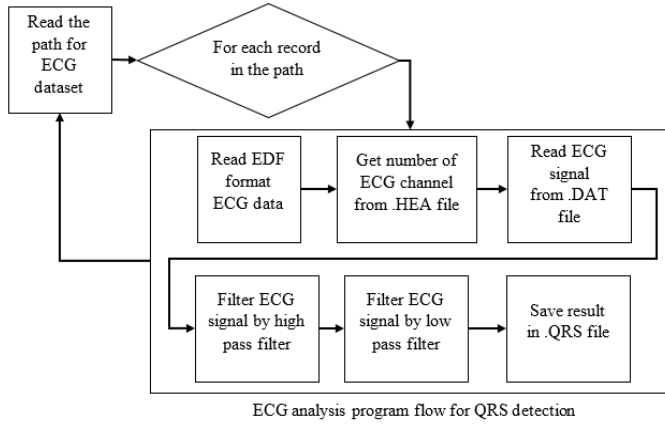 Read the
path for
ECG
dataset
For each record
in the path
Read EDF
format
ECG data
Get number of
ECG channel
from .HEA file
Read ECG
signal
from .DAT
file
Filter ECG
signal by high
pass filter
Filter ECG
signal by low
pass filter
Save result
in .QRS file
ECG analysis program flow for QRS detection